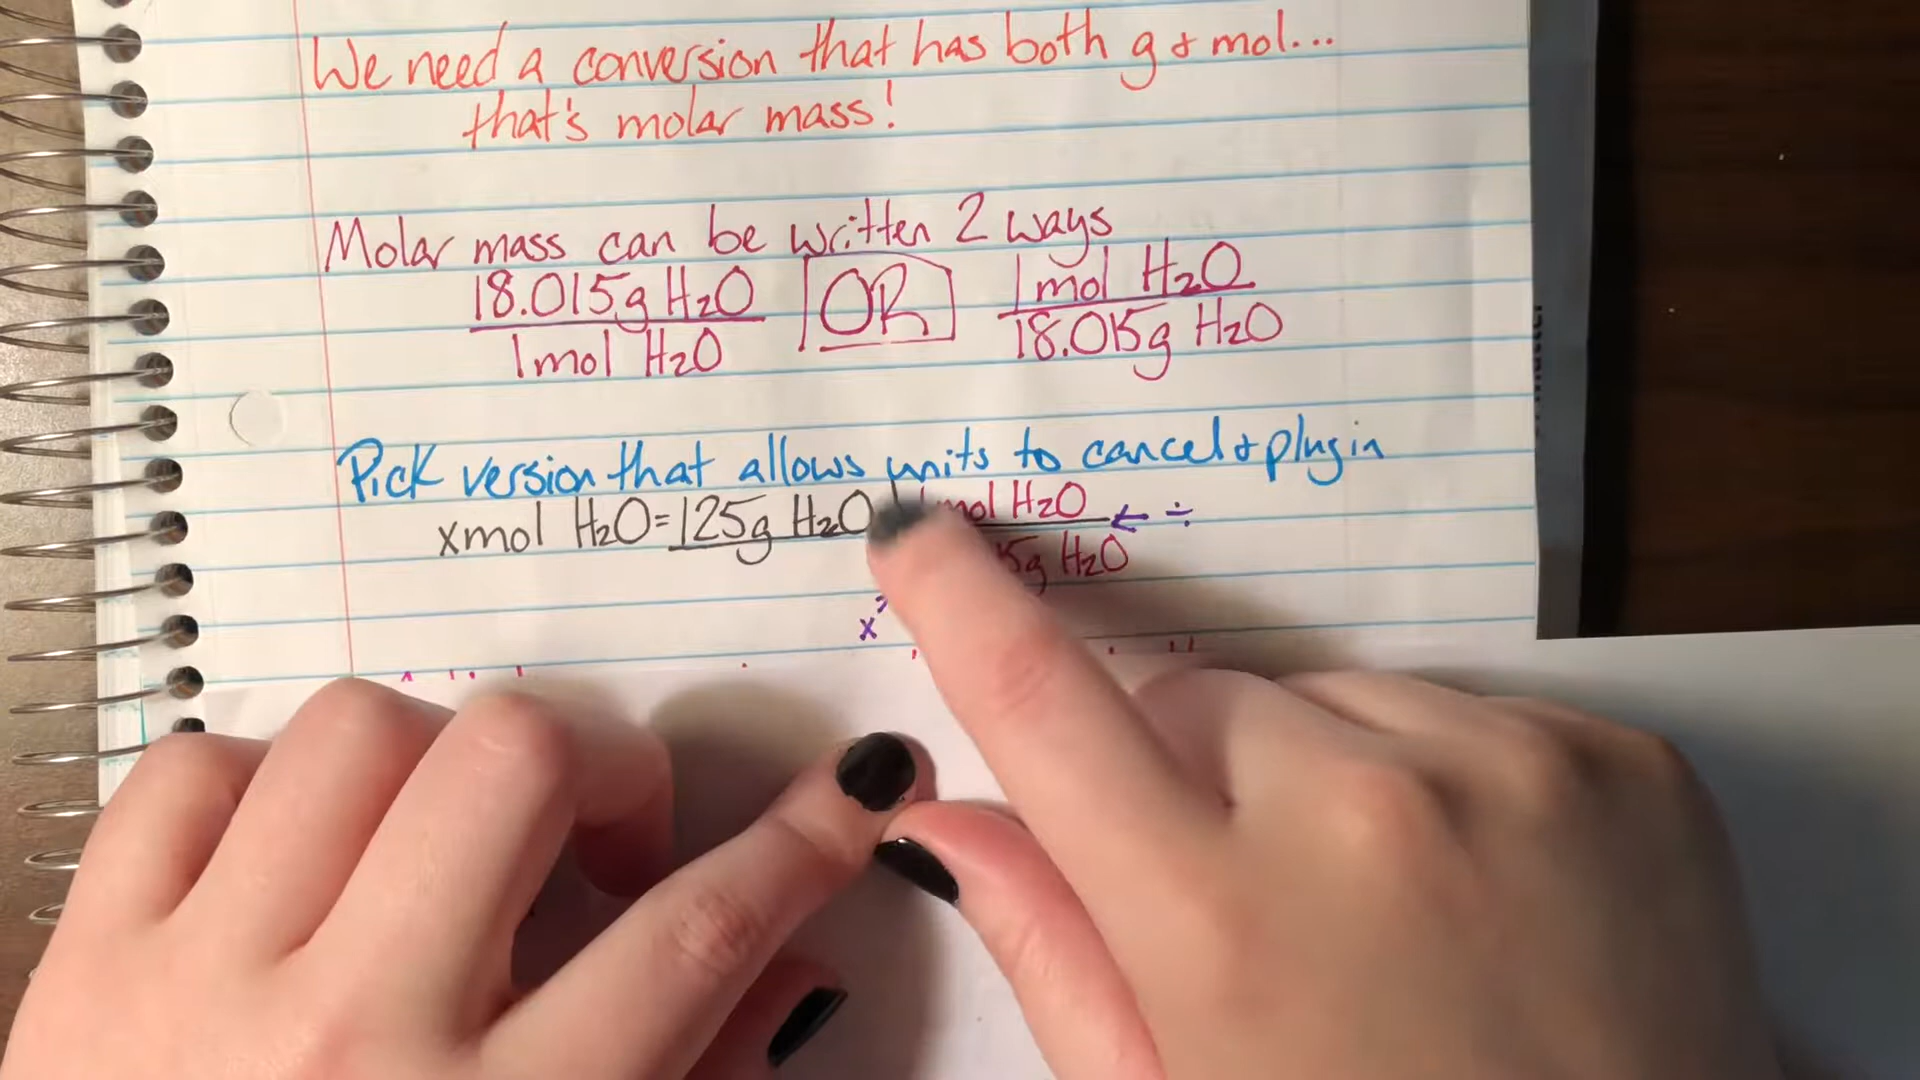 We need a conversion that has both g & mol...
that's molar mass!
Molar mass can be written 2 ways
18.015g H₂O OR 1mol H₂O
1mol H₂O 18.015g H₂O
Pick version that allows units to cancel & plug in
xmol H₂O = 125g H₂O mol H₂O ← ÷
5g H₂O
x